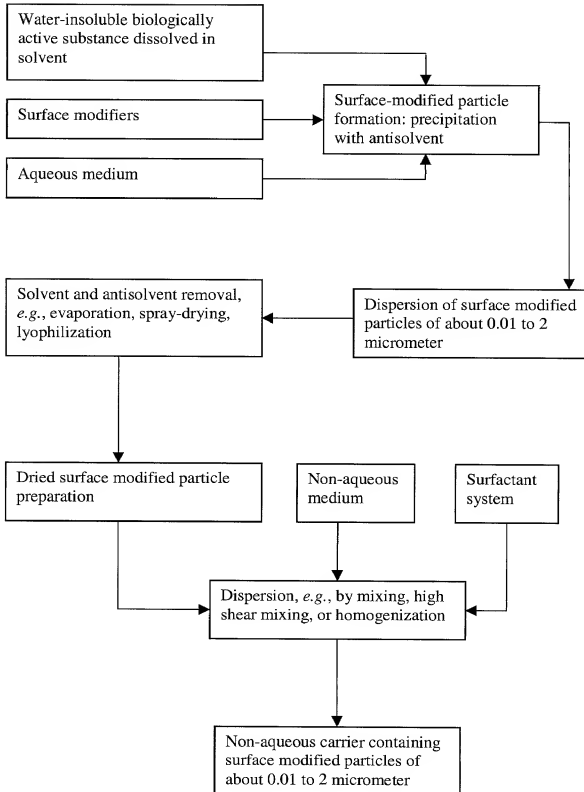 Water-insoluble biologically
active substance dissolved in
solvent
Surface modifiers
Aqueous medium
Surface-modified particle
formation: precipitation
with antisolvent
Solvent and antisolvent removal,
e.g., evaporation, spray-drying,
lyophilization
Dispersion of surface modified
particles of about 0.01 to 2
micrometer
Dried surface modified particle
preparation
Non-aqueous
medium
Surfactant
system
Dispersion, e.g., by mixing, high
shear mixing, or homogenization
Non-aqueous carrier containing
surface modified particles of
about 0.01 to 2 micrometer